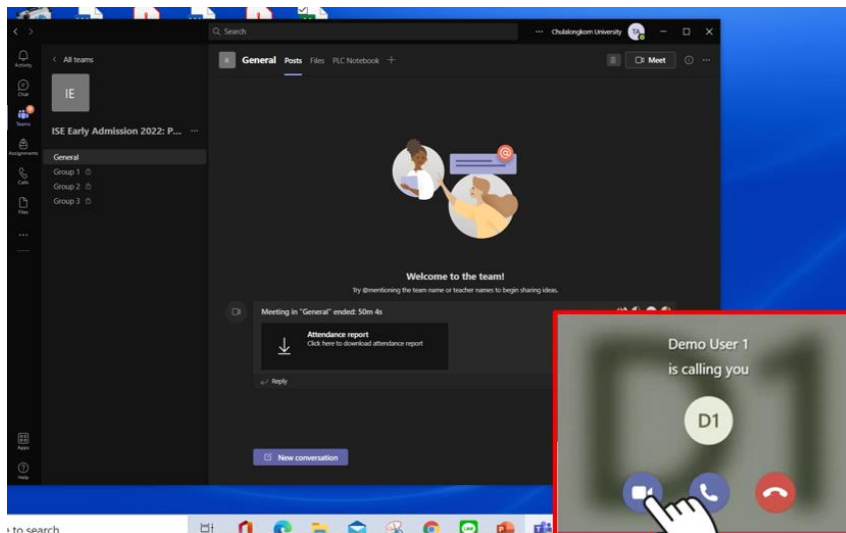 Search
Chulalongkorn University
TA
Activity
Chat
Teams
Assignments
Calls
Files
Apps
Help
All teams
IE
ISE Early Admission 2022: P...
General
Group 1
Group 2
Group 3
General Posts Files PLC Notebook +
Meet
Welcome to the team!
Try @mentioning the team name or teacher names to begin sharing ideas.
Meeting in "General" ended: 50m 4s
Attendance report
Click here to download attendance report
Reply
New conversation
Demo User 1
is calling you
D1
to search
LINE